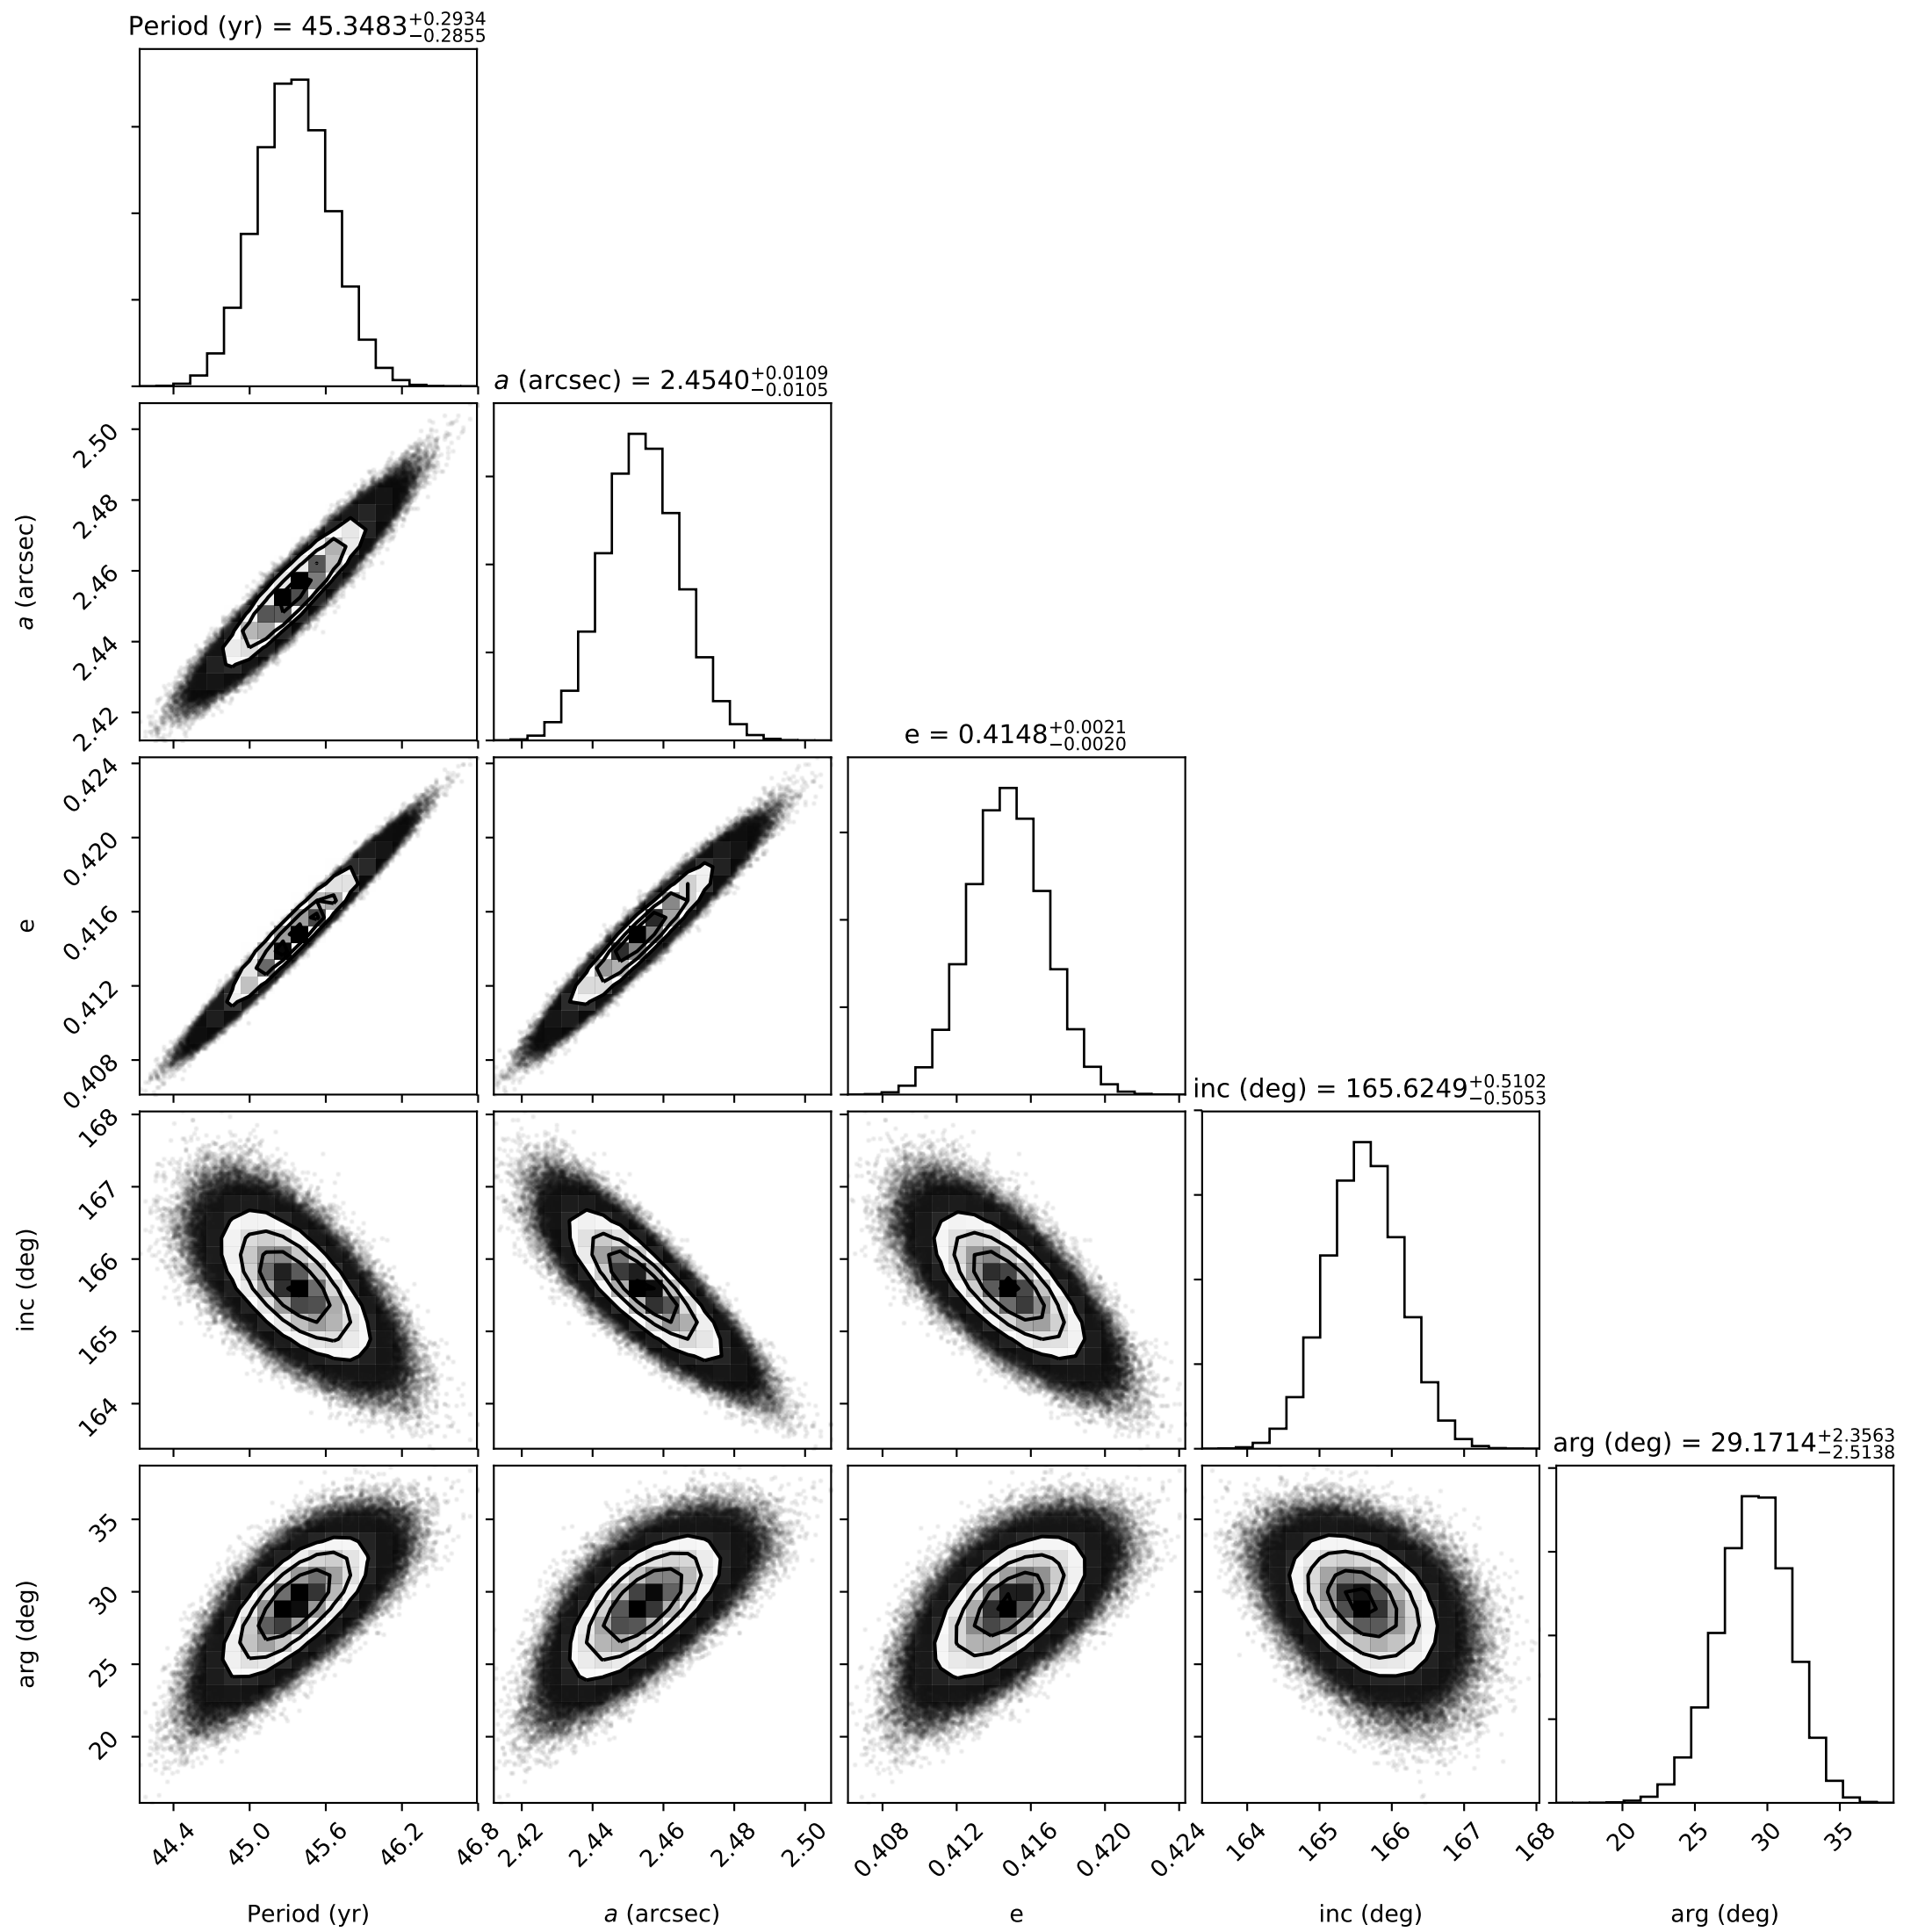 Period (yr) = 45.3483 +0.2934 −0.2855
a (arcsec) = 2.4540 +0.0109 −0.0105
2.50
2.48
2.46
2.44
2.42
a (arcsec)
e = 0.4148 +0.0021 −0.0020
0.424
0.420
0.416
0.412
0.408
e
inc (deg) = 165.6249 +0.5102 −0.5053
168
167
166
165
164
inc (deg)
arg (deg) = 29.1714 +2.3563 −2.5138
35
30
25
20
arg (deg)
44.4 45.0 45.6 46.2 46.8 2.42 2.44 2.46 2.48 2.50 0.408 0.412 0.416 0.420 0.424 164 165 166 167 168 20 25 30 35
Period (yr) a (arcsec) e inc (deg) arg (deg)